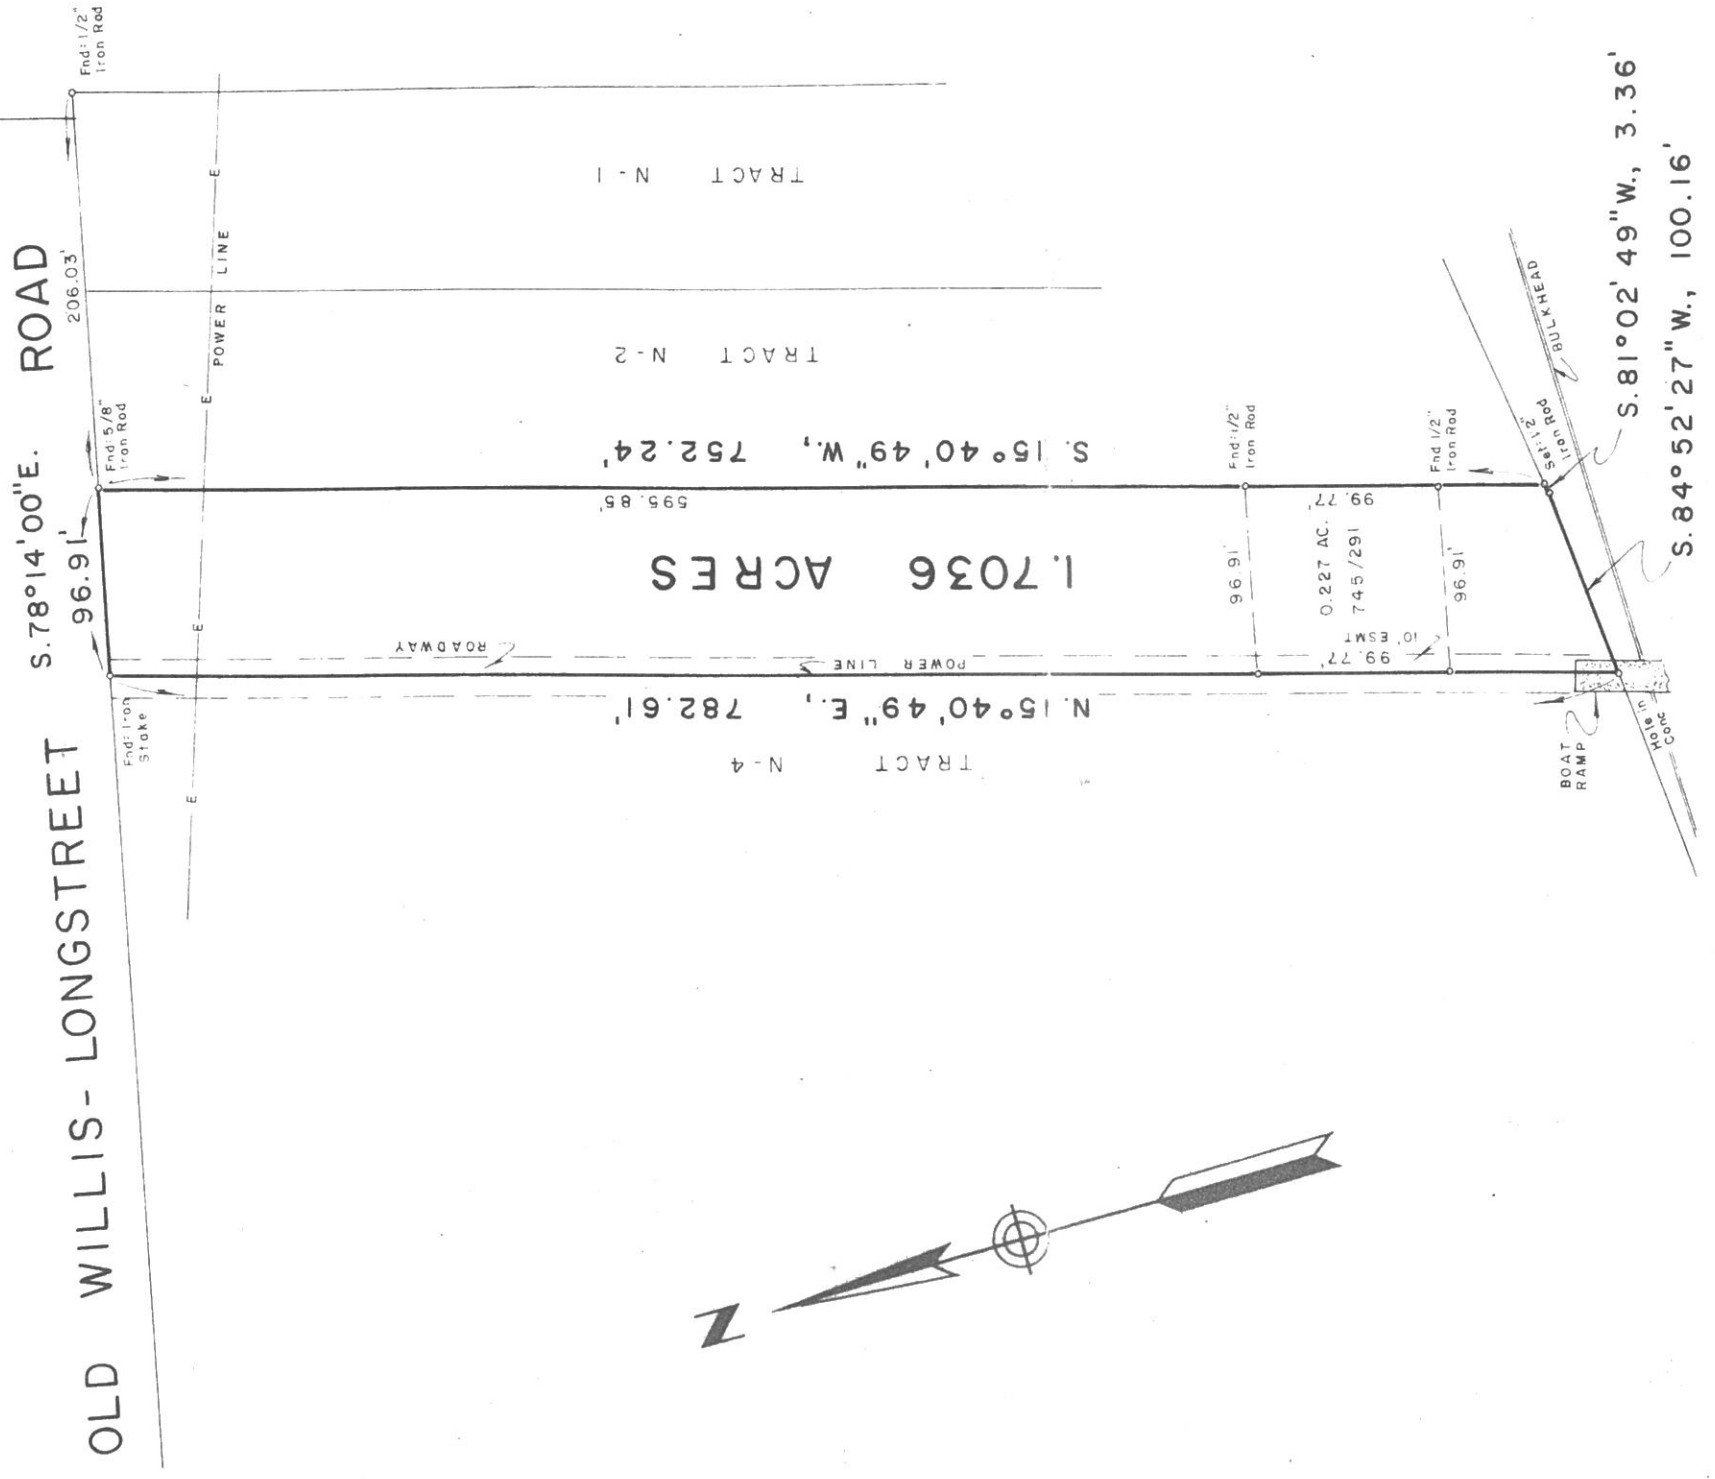 OLD WILLIS - LONGSTREET ROAD
S. 78° 14' 00" E.
96.91'
206.03'
Fnd: 1/2"
Iron Rod
Fnd: 5/8"
Iron Rod
Fnd: Iron
Stake
E
E
POWER LINE
E
E
E
TRACT N-1
TRACT N-2
S. 15° 40' 49" W., 752.24'
595.85'
1.7036 ACRES
ROADWAY
POWER LINE
N. 15° 40' 49" E., 782.61'
TRACT N-4
Fnd: 1/2"
Iron Rod
Fnd 1/2"
Iron Rod
99.77'
96.91'
0.227 AC.
745/291
96.91'
10' ESMT
99.77'
Set: 1/2"
Iron Rod
BULKHEAD
BOAT
RAMP
Hole in
Conc
S. 81° 02' 49" W., 3.36'
S. 84° 52' 27" W., 100.16'
N